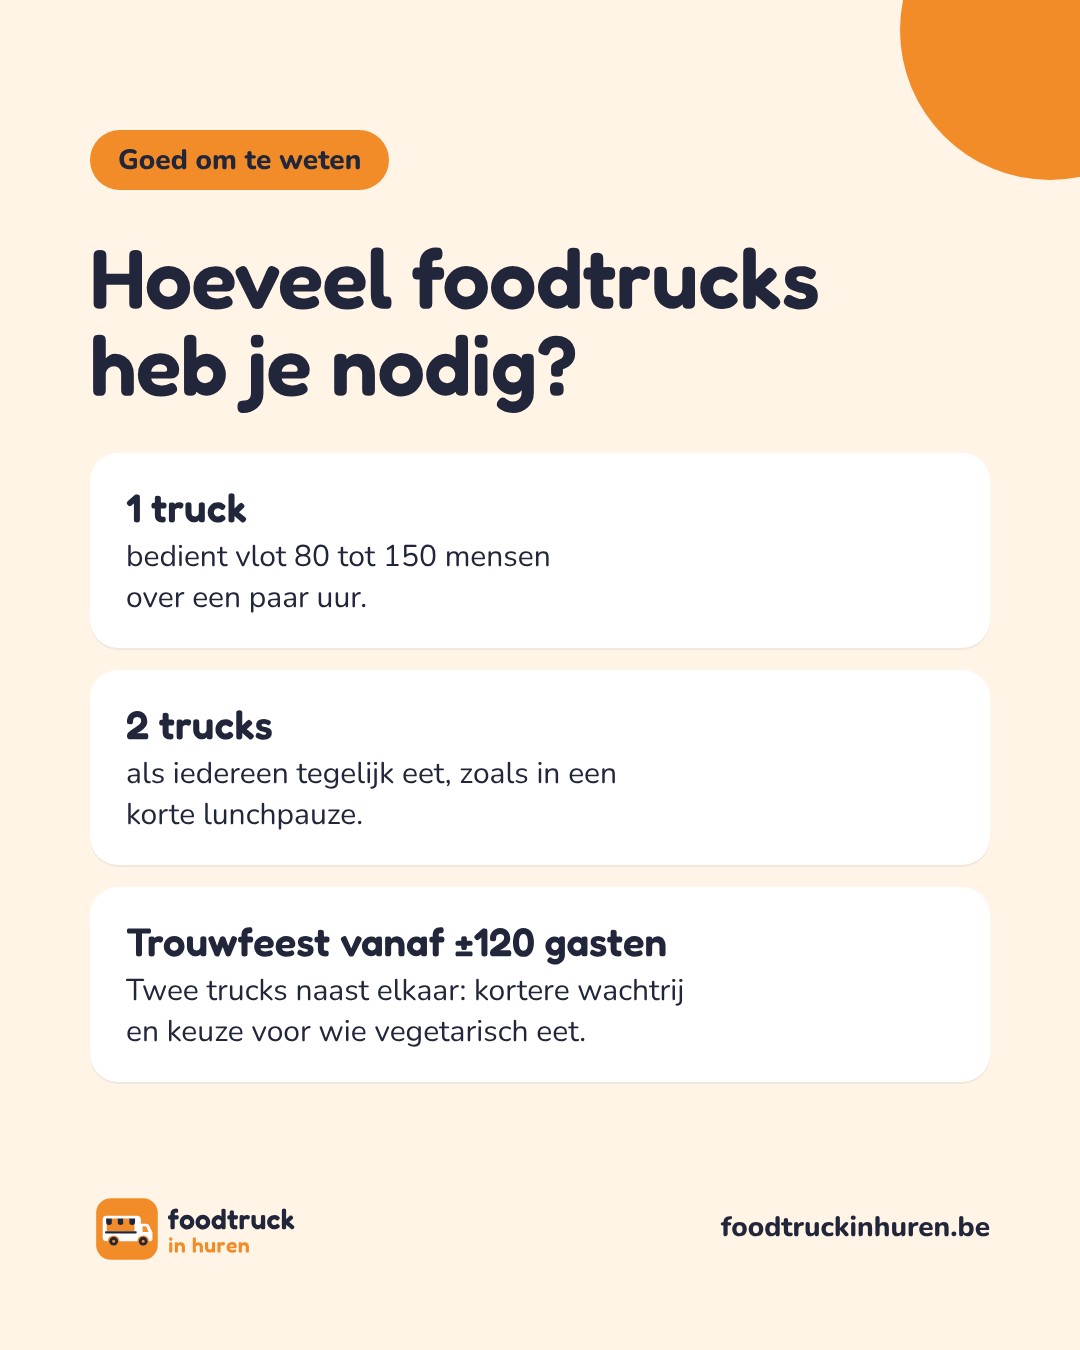 Goed om te weten
Hoeveel foodtrucks
heb je nodig?
1 truck
bedient vlot 80 tot 150 mensen
over een paar uur.
2 trucks
als iedereen tegelijk eet, zoals in een
korte lunchpauze.
Trouwfeest vanaf ±120 gasten
Twee trucks naast elkaar: kortere wachtrij
en keuze voor wie vegetarisch eet.
foodtruck
in huren
foodtruckinhuren.be